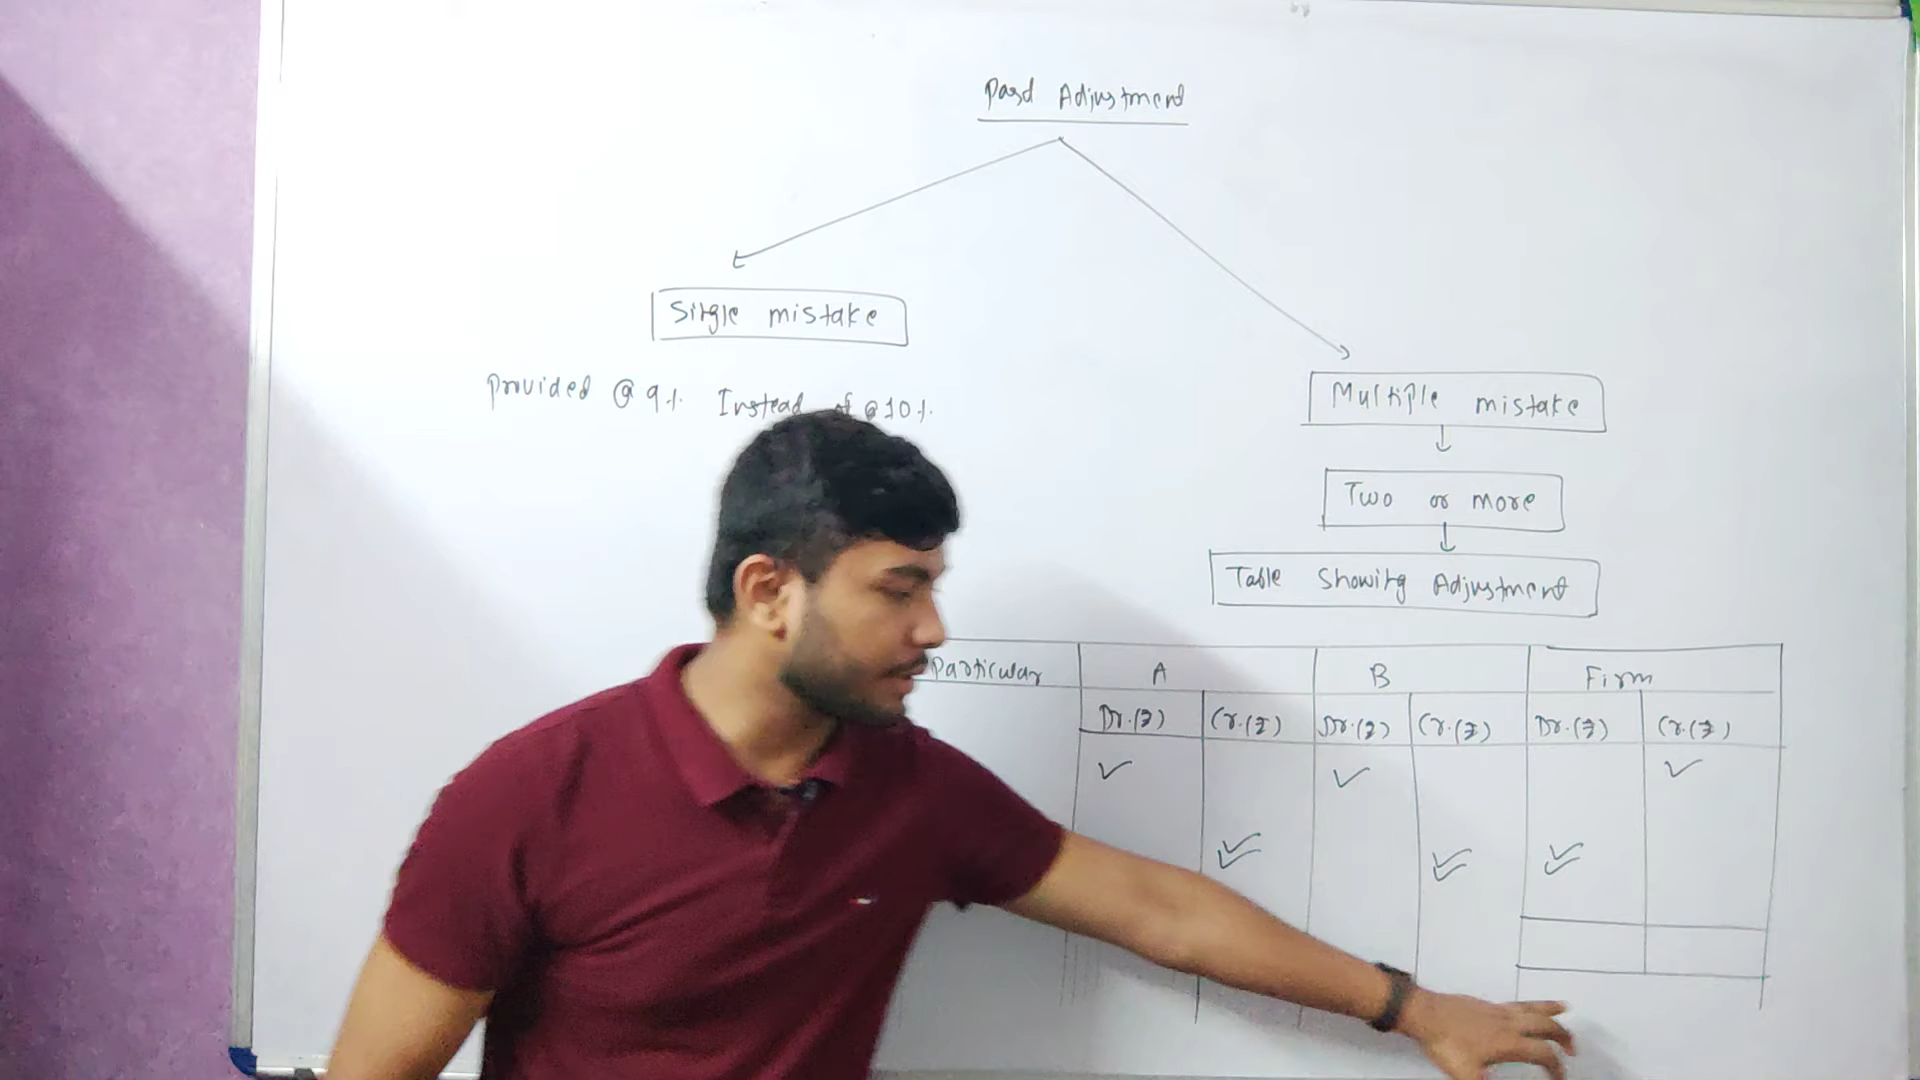 Past Adjustment
Single mistake
Provided @ 9%. Instead of @10%.
Multiple mistake
Two or more
Table Showing Adjustment
Particular A B Firm
Dr.(₹) Cr.(₹) Dr.(₹) Cr.(₹) Dr.(₹) Cr.(₹)